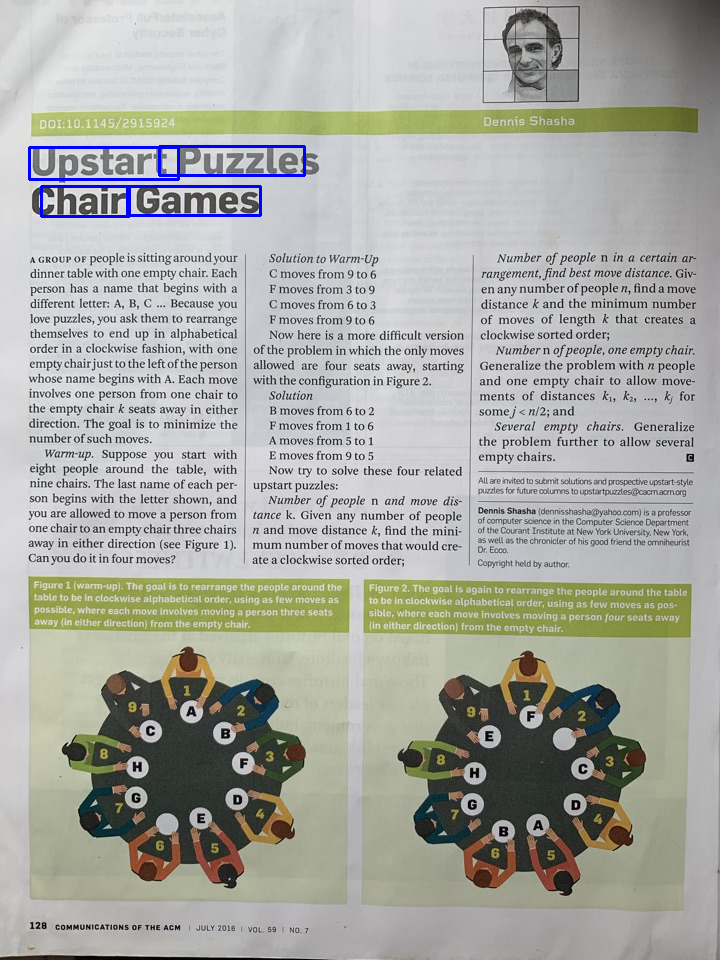 DOI:10.1145/2915924
Dennis Shasha
Upstart Puzzles
Chair Games
A GROUP OF people is sitting around your
dinner table with one empty chair. Each
person has a name that begins with a
different letter: A, B, C ... Because you
love puzzles, you ask them to rearrange
themselves to end up in alphabetical
order in a clockwise fashion, with one
empty chair just to the left of the person
whose name begins with A. Each move
involves one person from one chair to
the empty chair k seats away in either
direction. The goal is to minimize the
number of such moves.
Warm-up. Suppose you start with
eight people around the table, with
nine chairs. The last name of each per-
son begins with the letter shown, and
you are allowed to move a person from
one chair to an empty chair three chairs
away in either direction (see Figure 1).
Can you do it in four moves?
Solution to Warm-Up
C moves from 9 to 6
F moves from 3 to 9
C moves from 6 to 3
F moves from 9 to 6
Now here is a more difficult version
of the problem in which the only moves
allowed are four seats away, starting
with the configuration in Figure 2.
Solution
B moves from 6 to 2
F moves from 1 to 6
A moves from 5 to 1
E moves from 9 to 5
Now try to solve these four related
upstart puzzles:
Number of people n and move dis-
tance k. Given any number of people
n and move distance k, find the mini-
mum number of moves that would cre-
ate a clockwise sorted order;
Number of people n in a certain ar-
rangement, find best move distance. Giv-
en any number of people n, find a move
distance k and the minimum number
of moves of length k that creates a
clockwise sorted order;
Number n of people, one empty chair.
Generalize the problem with n people
and one empty chair to allow move-
ments of distances k1, k2, ..., kj for
some j < n/2; and
Several empty chairs. Generalize
the problem further to allow several
empty chairs. C
All are invited to submit solutions and prospective upstart-style
puzzles for future columns to upstartpuzzles@cacm.acm.org
Dennis Shasha (dennisshasha@yahoo.com) is a professor
of computer science in the Computer Science Department
of the Courant Institute at New York University, New York,
as well as the chronicler of his good friend the omniheurist
Dr. Ecco.
Copyright held by author.
Figure 1 (warm-up). The goal is to rearrange the people around the
table to be in clockwise alphabetical order, using as few moves as
possible, where each move involves moving a person three seats
away (in either direction) from the empty chair.
Figure 2. The goal is again to rearrange the people around the table
to be in clockwise alphabetical order, using as few moves as pos-
sible, where each move involves moving a person four seats away
(in either direction) from the empty chair.
1
A
9
2
C
B
8
H
F
3
G
D
7
E
4
6
5
1
F
9
2
E
8
H
C
3
G
D
7
B
A
4
6
5
128 COMMUNICATIONS OF THE ACM | JULY 2016 | VOL. 59 | NO. 7